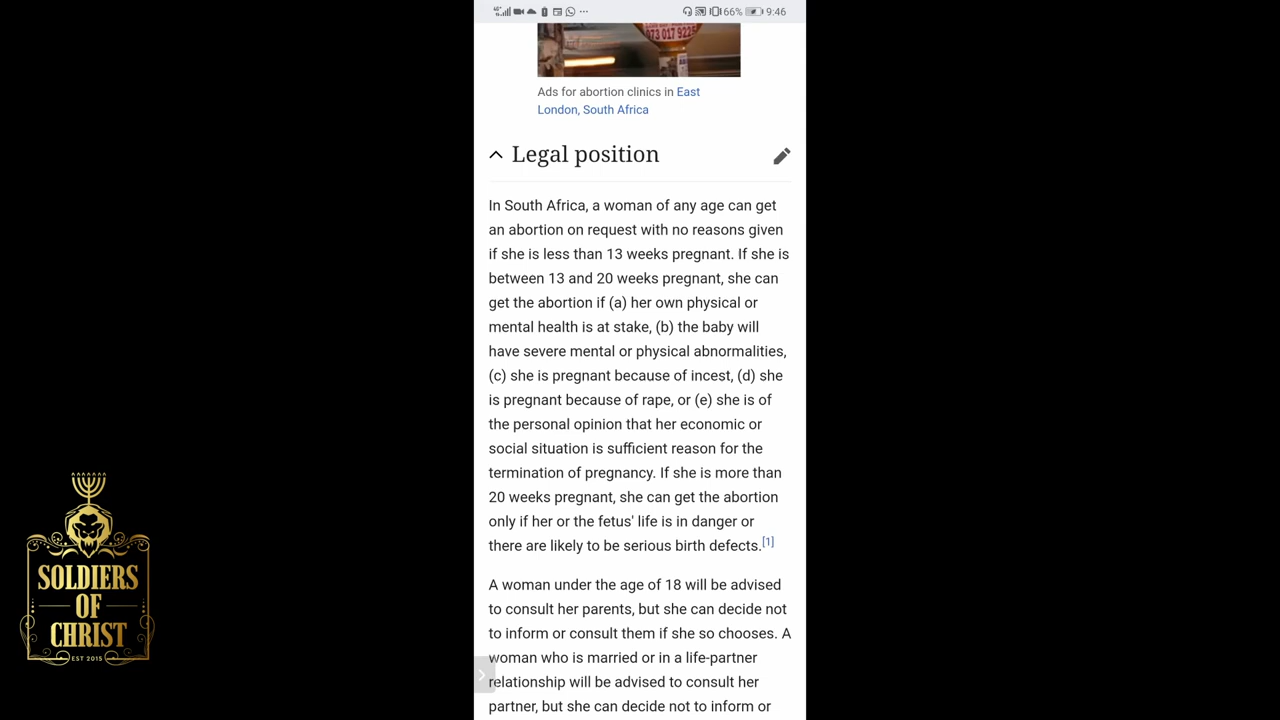 66% 9:46
073 017 9225
Ads for abortion clinics in East
London, South Africa
Legal position
In South Africa, a woman of any age can get
an abortion on request with no reasons given
if she is less than 13 weeks pregnant. If she is
between 13 and 20 weeks pregnant, she can
get the abortion if (a) her own physical or
mental health is at stake, (b) the baby will
have severe mental or physical abnormalities,
(c) she is pregnant because of incest, (d) she
is pregnant because of rape, or (e) she is of
the personal opinion that her economic or
social situation is sufficient reason for the
termination of pregnancy. If she is more than
20 weeks pregnant, she can get the abortion
only if her or the fetus' life is in danger or
there are likely to be serious birth defects.[1]
A woman under the age of 18 will be advised
to consult her parents, but she can decide not
to inform or consult them if she so chooses. A
woman who is married or in a life-partner
relationship will be advised to consult her
partner, but she can decide not to inform or
SOLDIERS
OF
CHRIST
EST 2015